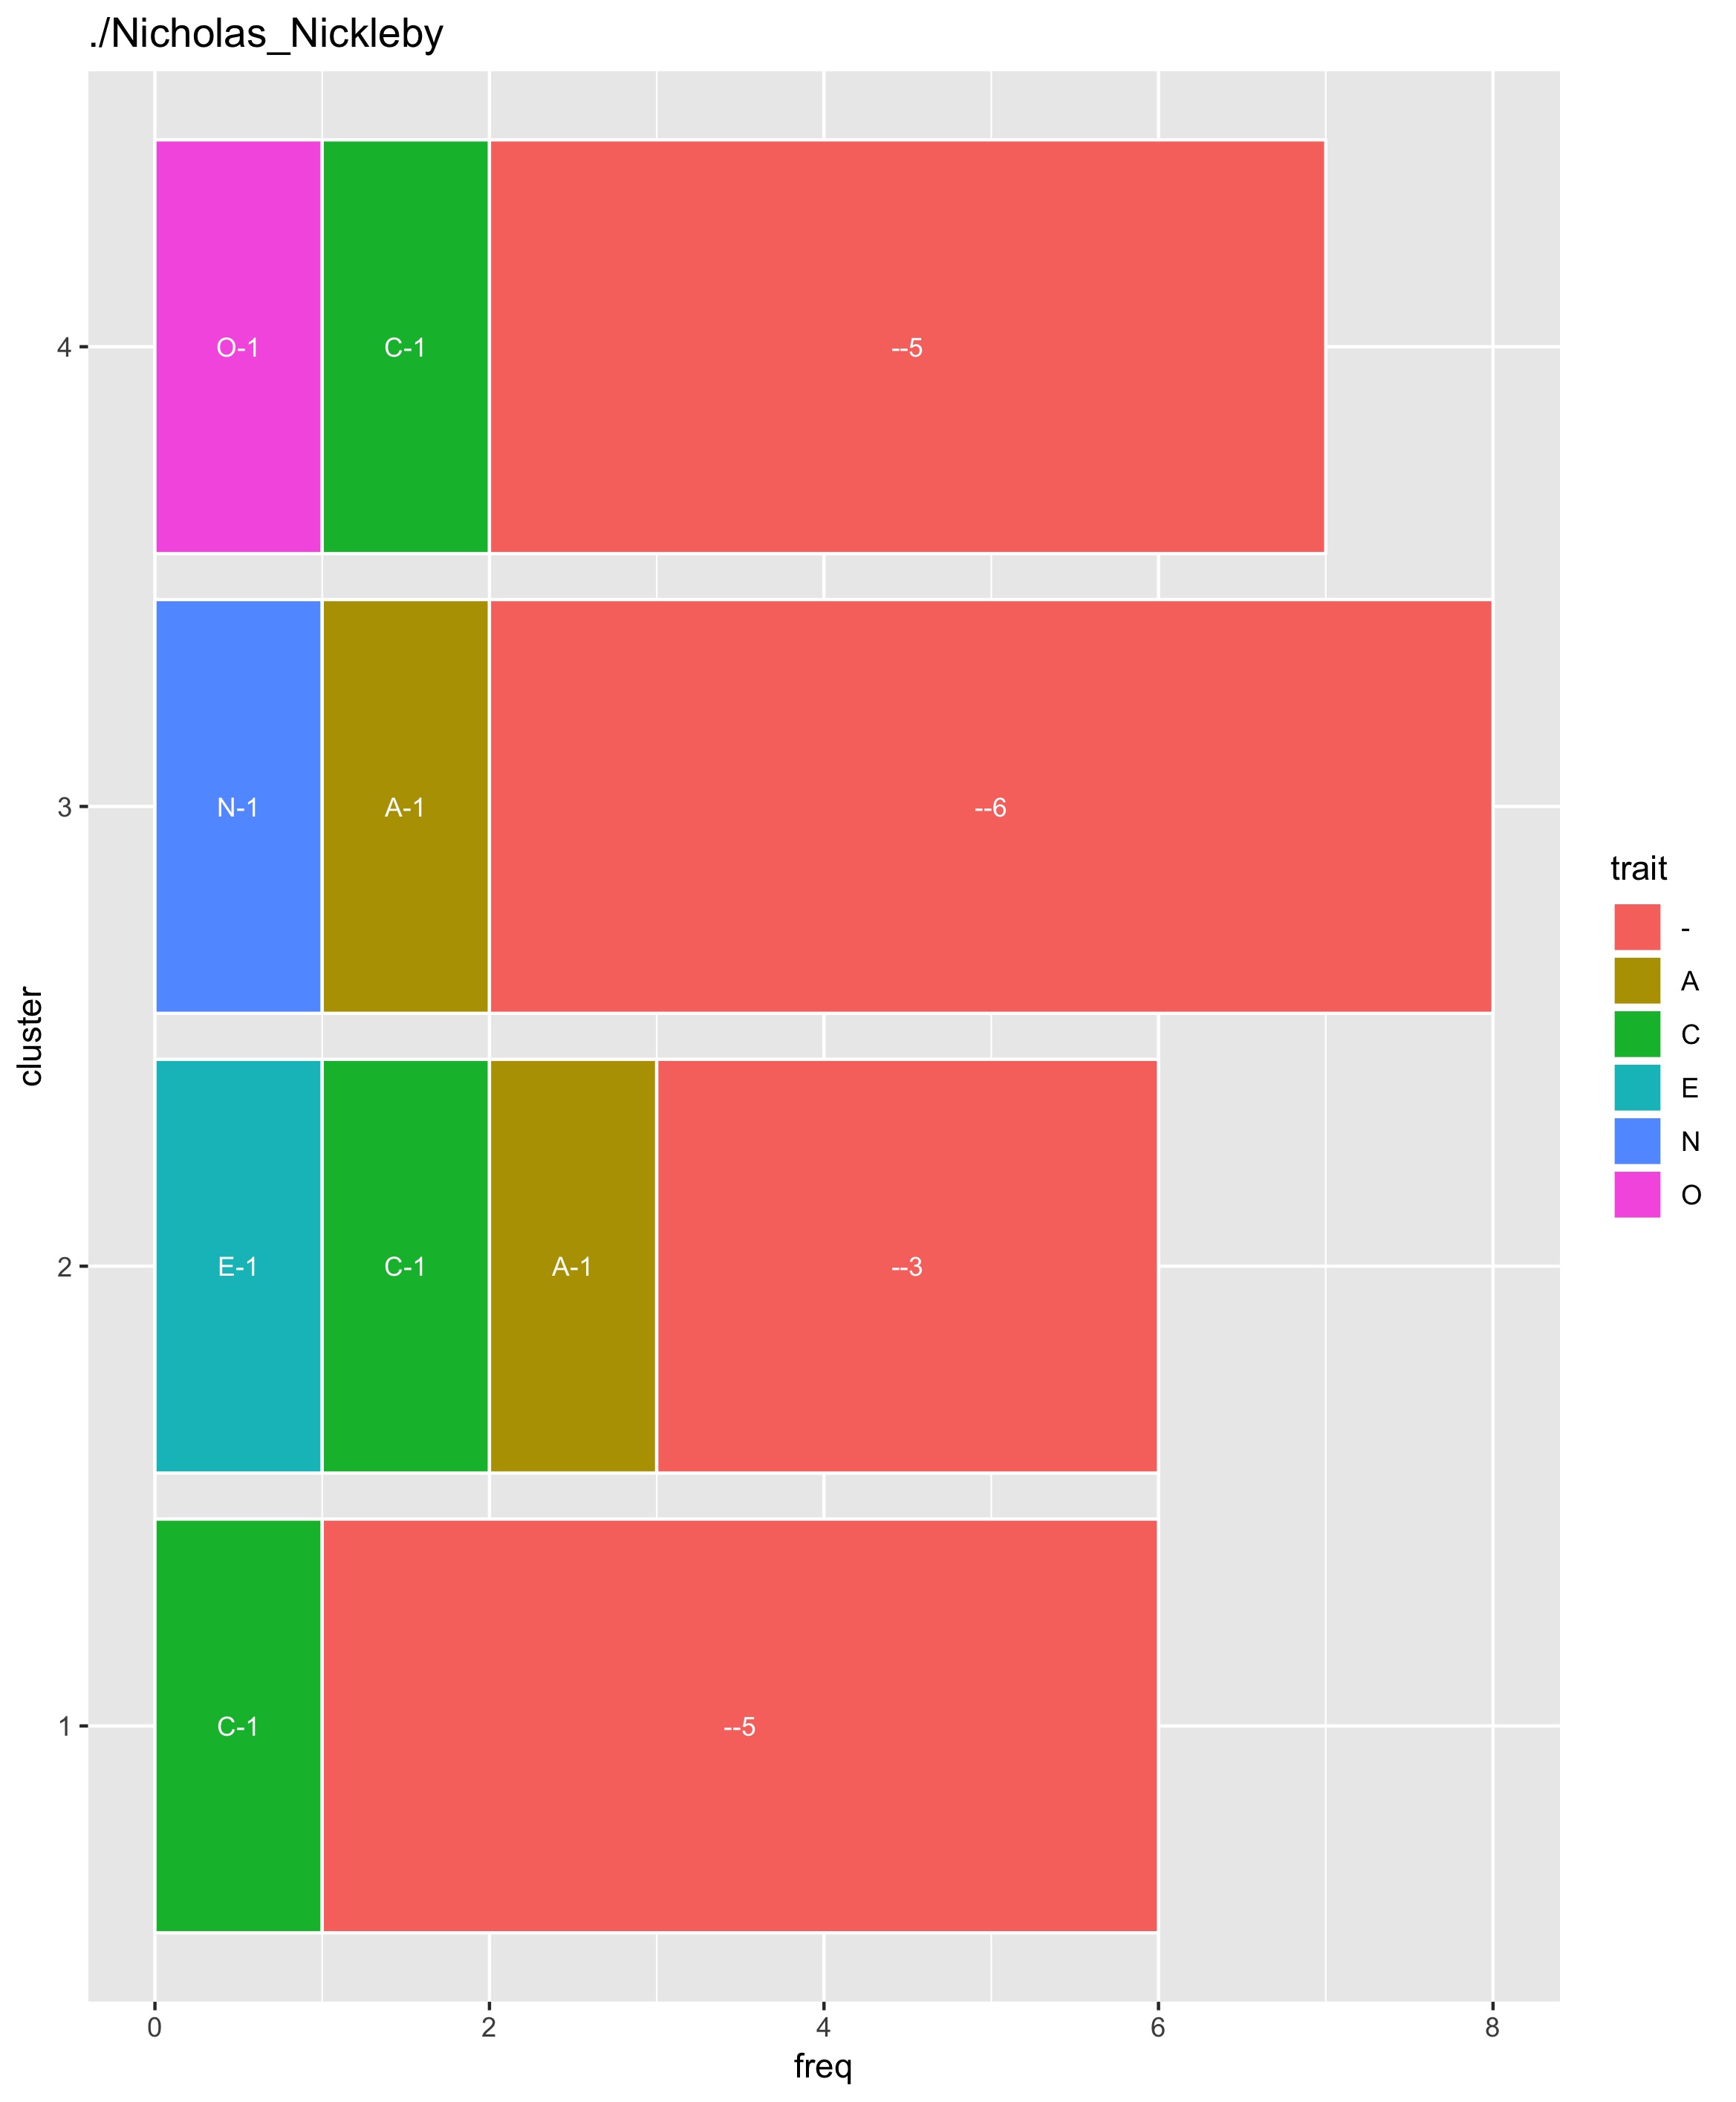 ./Nicholas_Nickleby
4
O-1 C-1 --5
3
N-1 A-1 --6
2
E-1 C-1 A-1 --3
1
C-1 --5
cluster
0 2 4 6 8
freq
trait
-
A
C
E
N
O